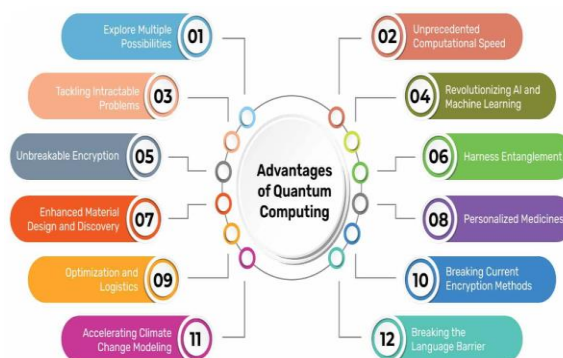 Explore Multiple
Possibilities
01
02
Unprecedented
Computational Speed
Tackling Intractable
Problems
03
04
Revolutionizing AI and
Machine Learning
Unbreakable Encryption
05
06
Harness Entanglement
Advantages
of Quantum
Computing
Enhanced Material
Design and Discovery
07
08
Personalized Medicines
Optimization and
Logistics
09
10
Breaking Current
Encryption Methods
Accelerating Climate
Change Modeling
11
12
Breaking the
Language Barrier